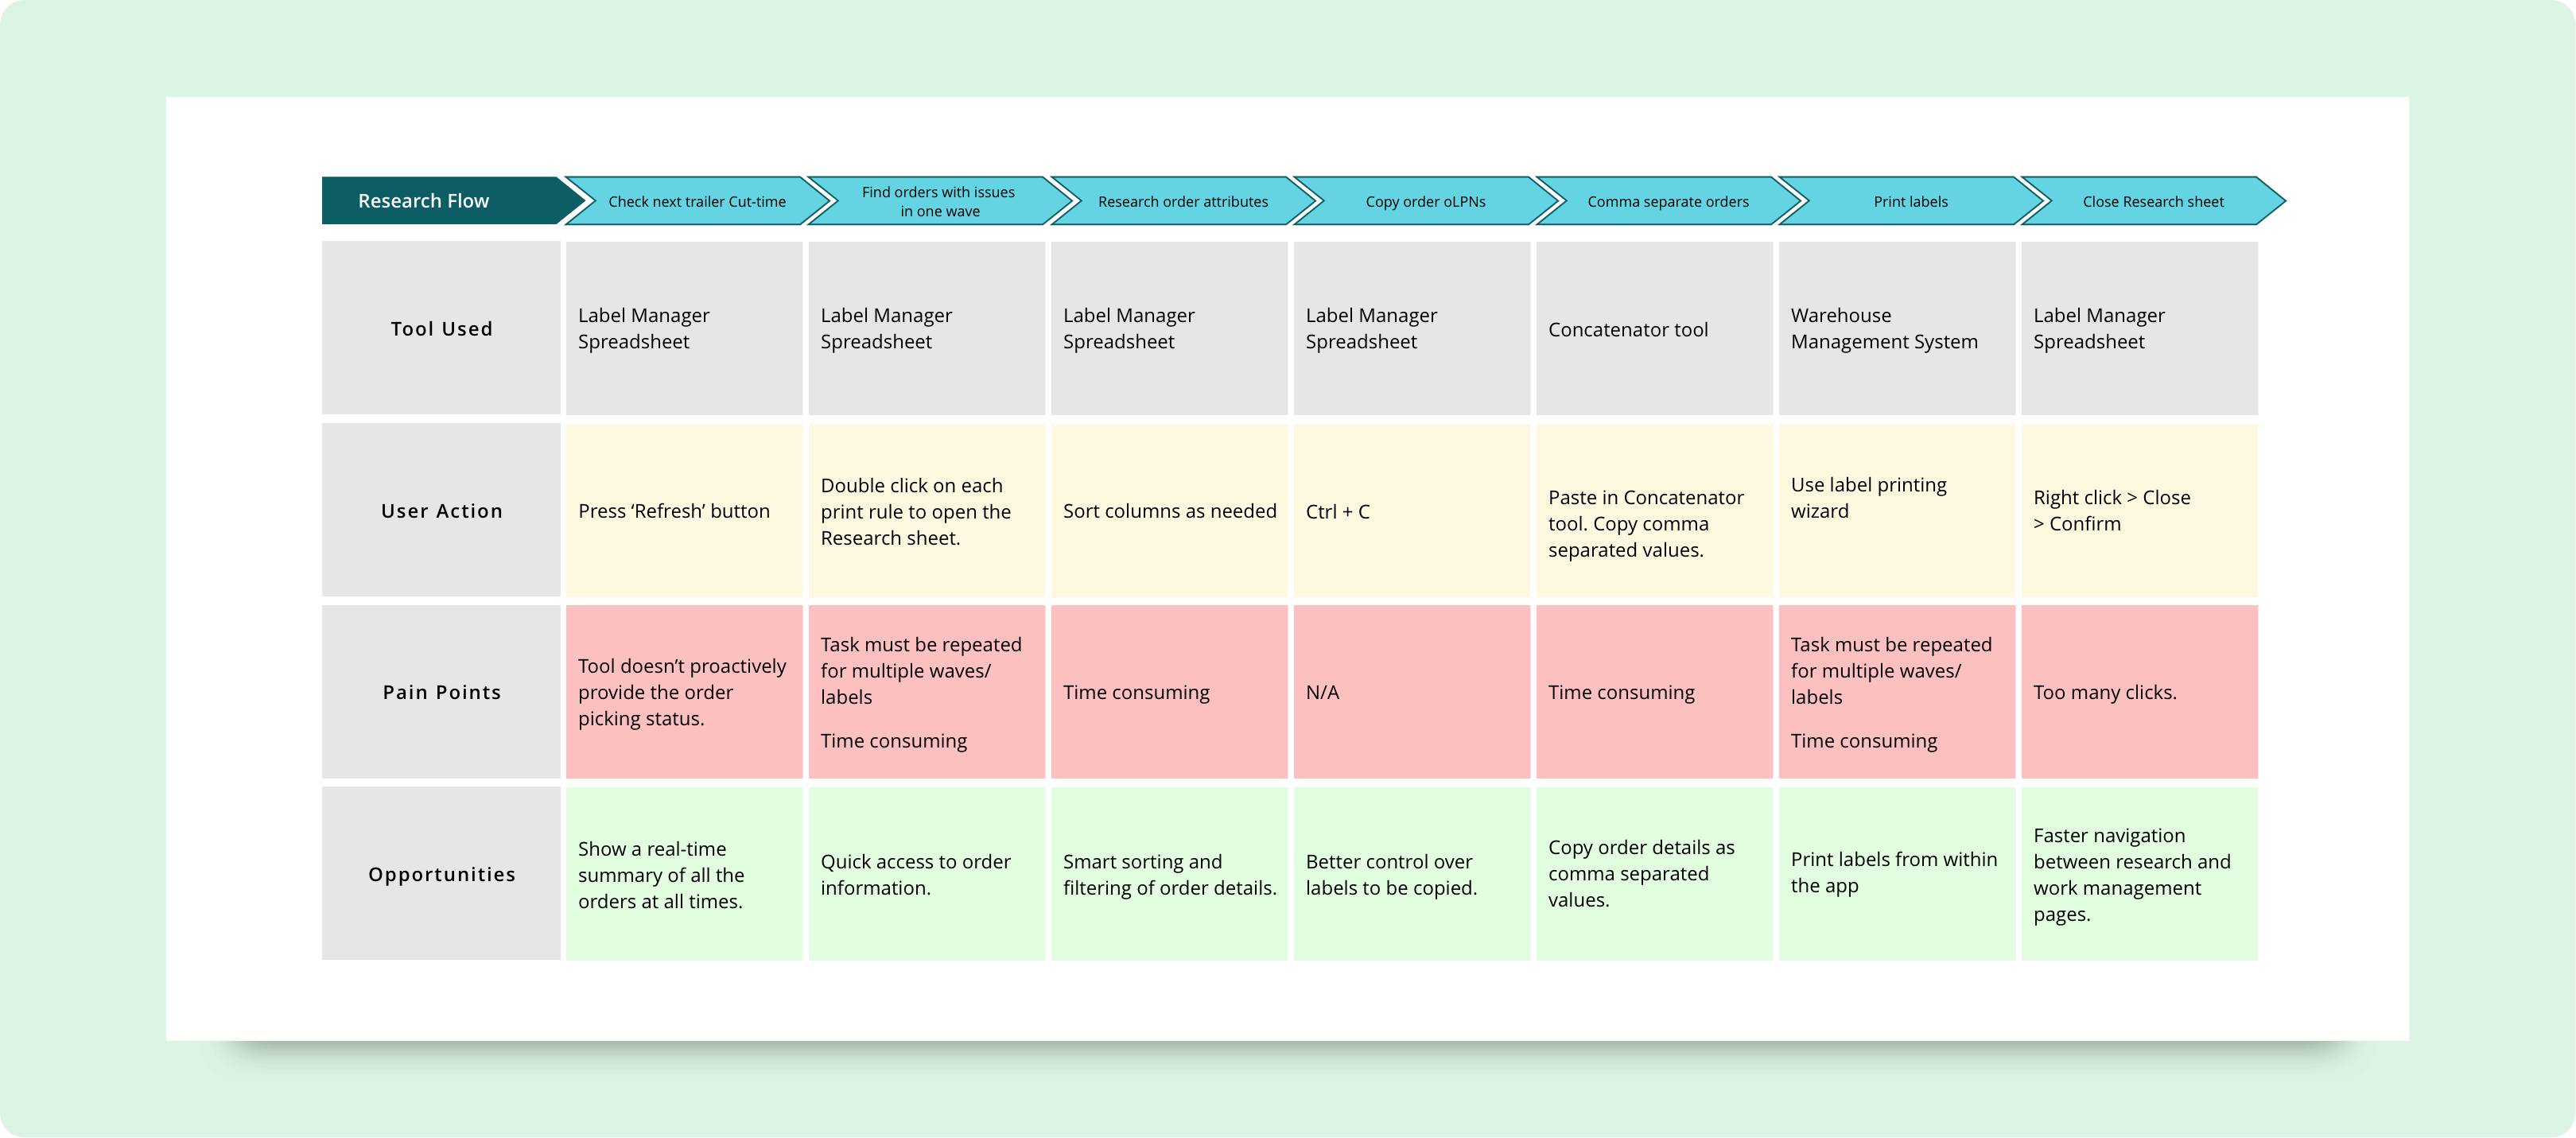 Research Flow
Check next trailer Cut-time
Find orders with issues
in one wave
Research order attributes
Copy order oLPNs
Comma separate orders
Print labels
Close Research sheet
Tool Used
Label Manager
Spreadsheet
Label Manager
Spreadsheet
Label Manager
Spreadsheet
Label Manager
Spreadsheet
Concatenator tool
Warehouse
Management System
Label Manager
Spreadsheet
User Action
Press ‘Refresh’ button
Double click on each
print rule to open the
Research sheet.
Sort columns as needed
Ctrl + C
Paste in Concatenator
tool. Copy comma
separated values.
Use label printing
wizard
Right click > Close
> Confirm
Pain Points
Tool doesn’t proactively
provide the order
picking status.
Task must be repeated
for multiple waves/
labels
Time consuming
Time consuming
N/A
Time consuming
Task must be repeated
for multiple waves/
labels
Time consuming
Too many clicks.
Opportunities
Show a real-time
summary of all the
orders at all times.
Quick access to order
information.
Smart sorting and
filtering of order details.
Better control over
labels to be copied.
Copy order details as
comma separated
values.
Print labels from within
the app
Faster navigation
between research and
work management
pages.